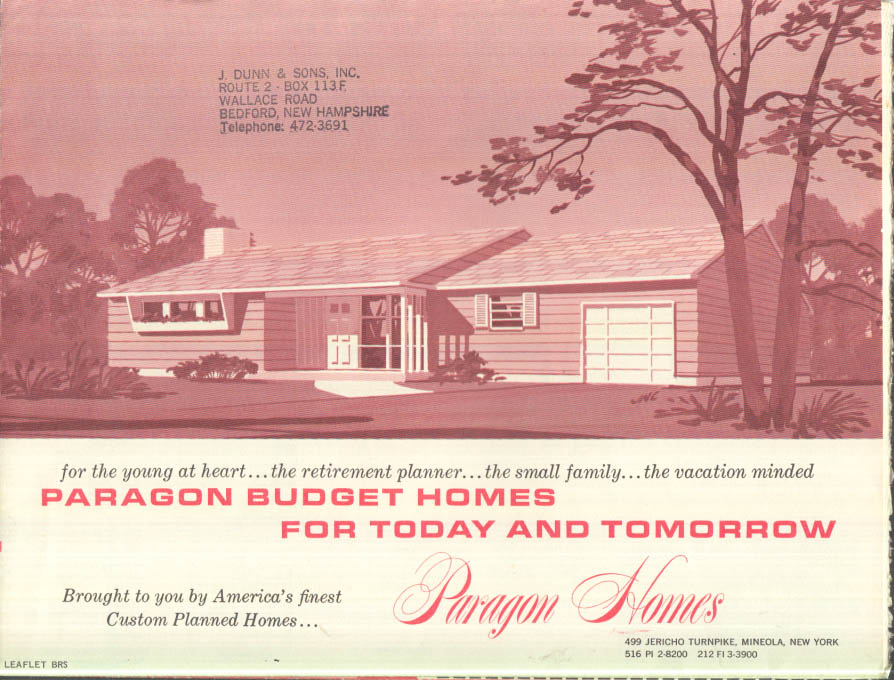 J. DUNN & SONS, INC.
ROUTE 2 - BOX 113F
WALLACE ROAD
BEDFORD, NEW HAMPSHIRE
Telephone: 472-3691
for the young at heart...the retirement planner...the small family...the vacation minded
PARAGON BUDGET HOMES
FOR TODAY AND TOMORROW
Brought to you by America's finest
Custom Planned Homes...
Paragon Homes
499 JERICHO TURNPIKE, MINEOLA, NEW YORK
516 PI 2-8200 212 FI 3-3900
LEAFLET BRS